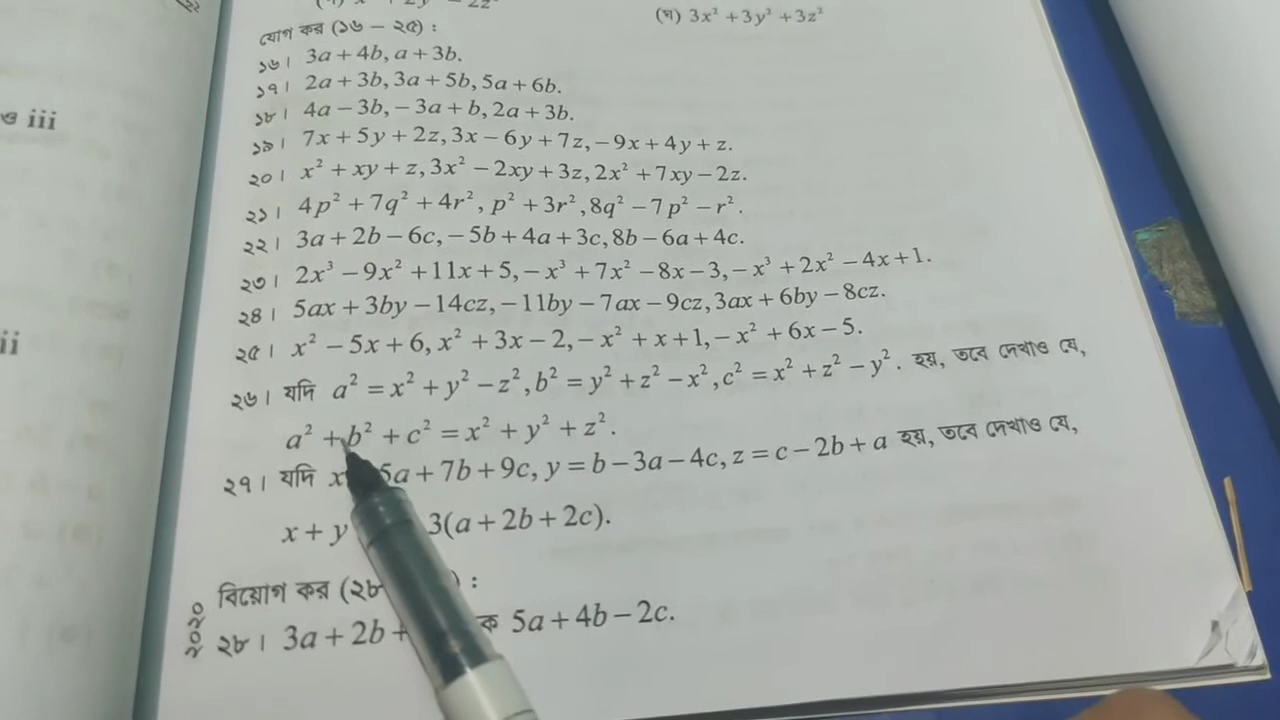 (ঘ) 3x² + 3y² + 3z²
যোগ কর (১৬ – ২৫) :
১৬। 3a + 4b, a + 3b.
১৭। 2a + 3b, 3a + 5b, 5a + 6b.
১৮। 4a – 3b, – 3a + b, 2a + 3b.
১৯। 7x + 5y + 2z, 3x – 6y + 7z, – 9x + 4y + z.
২০। x² + xy + z, 3x² – 2xy + 3z, 2x² + 7xy – 2z.
২১। 4p² + 7q² + 4r², p² + 3r², 8q² – 7p² – r².
২২। 3a + 2b – 6c, – 5b + 4a + 3c, 8b – 6a + 4c.
২৩। 2x³ – 9x² + 11x + 5, – x³ + 7x² – 8x – 3, – x³ + 2x² – 4x + 1.
২৪। 5ax + 3by – 14cz, – 11by – 7ax – 9cz, 3ax + 6by – 8cz.
২৫। x² – 5x + 6, x² + 3x – 2, – x² + x + 1, – x² + 6x – 5.
২৬। যদি a² = x² + y² – z², b² = y² + z² – x², c² = x² + z² – y². হয়, তবে দেখাও যে,
a² + b² + c² = x² + y² + z².
২৭। যদি x 5a + 7b + 9c, y = b – 3a – 4c, z = c – 2b + a হয়, তবে দেখাও যে,
x + y 3(a + 2b + 2c).
বিয়োগ কর (২৮ ) :
২৮। 3a + 2b + 5a + 4b – 2c.
২০২০
ও iii
ii